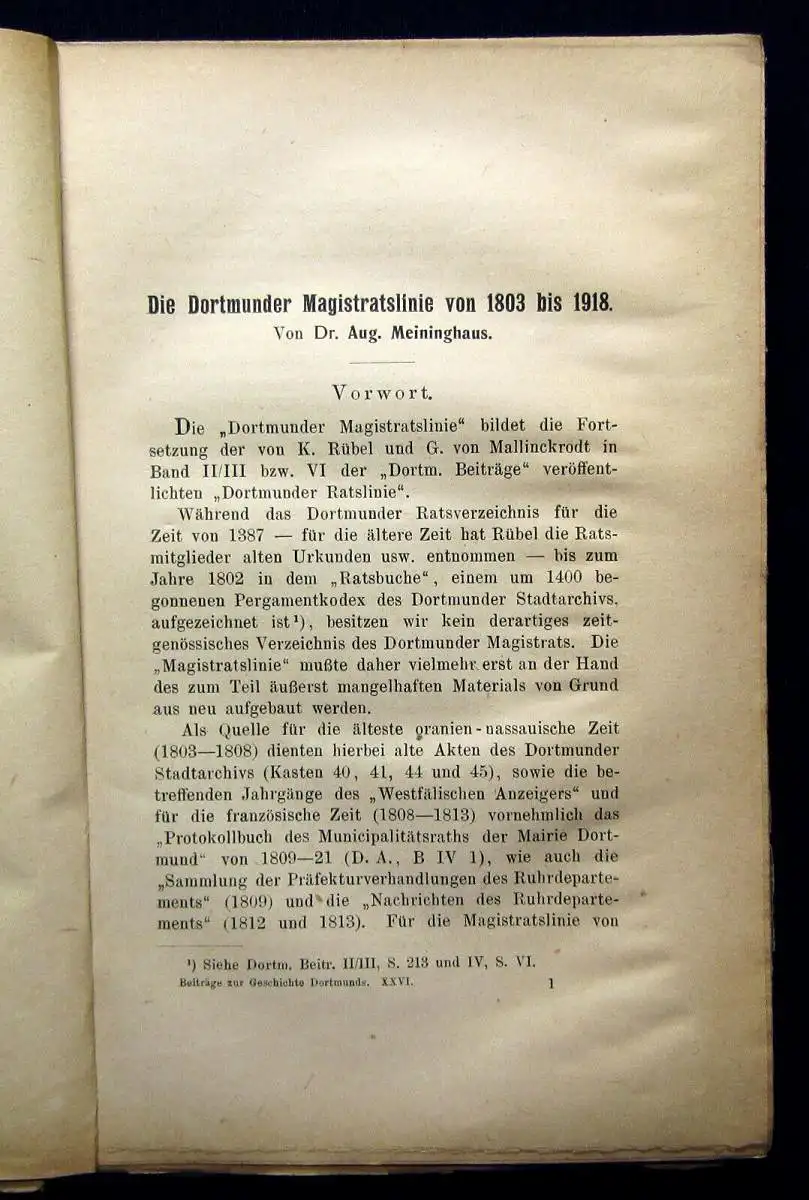 Die Dortmunder Magistratslinie von 1803 bis 1918.
Von Dr. Aug. Meininghaus.
Vorwort.
Die „Dortmunder Magistratslinie“ bildet die Fort-
setzung der von K. Rübel und G. von Mallinckrodt in
Band II/III bzw. VI der „Dortm. Beiträge“ veröffent-
lichten „Dortmunder Ratslinie“.
Während das Dortmunder Ratsverzeichnis für die
Zeit von 1387 — für die ältere Zeit hat Rübel die Rats-
mitglieder alten Urkunden usw. entnommen — bis zum
Jahre 1802 in dem „Ratsbuche“, einem um 1400 be-
gonnenen Pergamentkodex des Dortmunder Stadtarchivs,
aufgezeichnet ist¹), besitzen wir kein derartiges zeit-
genössisches Verzeichnis des Dortmunder Magistrats. Die
„Magistratslinie“ mußte daher vielmehr erst an der Hand
des zum Teil äußerst mangelhaften Materials von Grund
aus neu aufgebaut werden.
Als Quelle für die älteste oranien-nassauische Zeit
(1803—1808) dienten hierbei alte Akten des Dortmunder
Stadtarchivs (Kasten 40, 41, 44 und 45), sowie die be-
treffenden Jahrgänge des „Westfälischen Anzeigers“ und
für die französische Zeit (1808—1813) vornehmlich das
„Protokollbuch des Municipalitätsraths der Mairie Dort-
mund“ von 1809—21 (D. A., B IV 1), wie auch die
„Sammlung der Präfekturverhandlungen des Ruhrdeparte-
ments“ (1809) und die „Nachrichten des Ruhrdeparte-
ments“ (1812 und 1813). Für die Magistratslinie von
¹) Siehe Dortm. Beitr. II/III, S. 213 und IV, S. VI.
Beiträge zur Geschichte Dortmunds. XXVI. 1